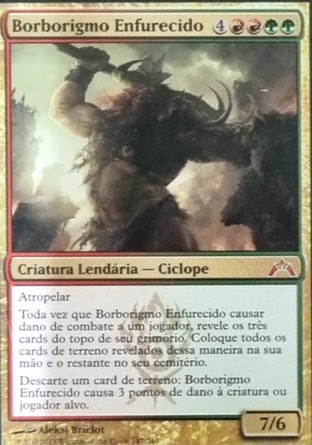 Borborigmo Enfurecido 4
Criatura Lendária — Ciclope
Atropelar
Toda vez que Borborigmo Enfurecido causar
dano de combate a um jogador, revele os três
cards do topo de seu grimório. Coloque todos os
cards de terreno revelados dessa maneira na sua
mão e o restante no seu cemitério.
Descarte um card de terreno: Borborigmo
Enfurecido causa 3 pontos de dano à criatura ou
jogador alvo.
7/6
Aleksi Briclot